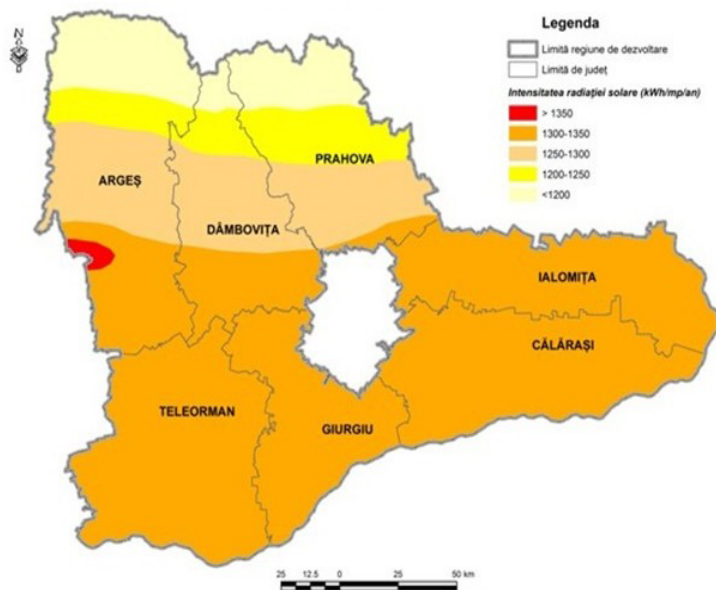 N
Legenda
Limită regiune de dezvoltare
Limită de județ
Intensitatea radiației solare (kWh/mp/an)
> 1350
1300-1350
1250-1300
1200-1250
<1200
PRAHOVA
ARGEȘ
DÂMBOVIȚA
IALOMIȚA
CĂLĂRAȘI
TELEORMAN
GIURGIU
25 12.5 0 25 50 km